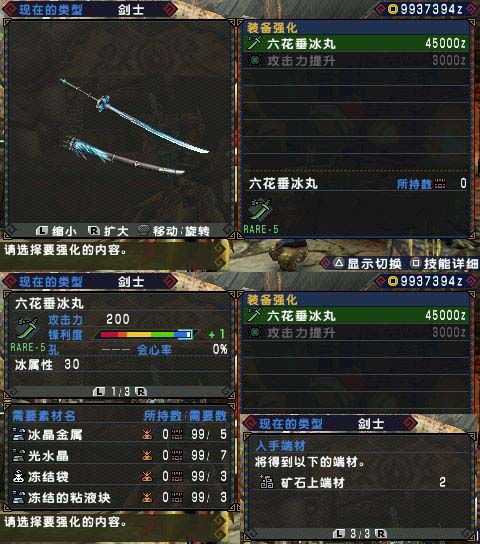 现在的类型 剑士
9937394z
装备强化
六花垂冰丸 45000z
攻击力提升 3000z
六花垂冰丸 所持数 0
RARE-5
L 缩小 R 扩大 移动/旋转
请选择要强化的内容。
△显示切换 □技能详细
现在的类型 剑士
9937394z
六花垂冰丸
攻击力 200
锋利度 +1
RARE-5 孔 --- 会心率 0%
冰属性 30
L 1/3 R
装备强化
六花垂冰丸 45000z
攻击力提升 3000z
需要素材名 所持数/需要数
冰晶金属 0 99/ 5
光水晶 0 99/ 7
冻结袋 0 99/ 3
冻结的粘液块 0 99/ 3
请选择要强化的内容。
现在的类型 剑士
入手端材
将得到以下的端材。
矿石上端材 2
L 3/3 R